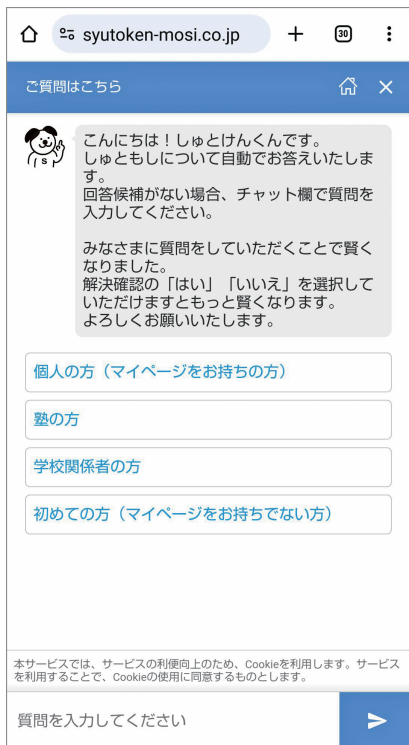 syutoken-mosi.co.jp
30
ご質問はこちら
こんにちは！しゅとけんくんです。
しゅともしについて自動でお答えいたしま
す。
回答候補がない場合、チャット欄で質問を
入力してください。
みなさまに質問をしていただくことで賢く
なりました。
解決確認の「はい」「いいえ」を選択して
いただけますともっと賢くなります。
よろしくお願いいたします。
S
個人の方（マイページをお持ちの方）
塾の方
学校関係者の方
初めての方（マイページをお持ちでない方）
本サービスでは、サービスの利便向上のため、Cookieを利用します。サービス
を利用することで、Cookieの使用に同意するものとします。
質問を入力してください